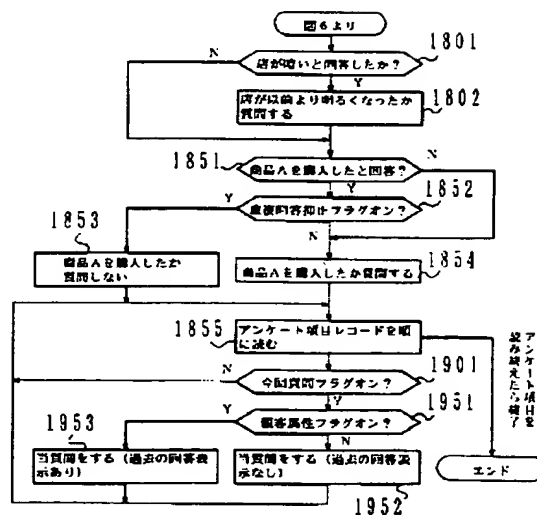 図6より
N
1801
店が暗いと回答したか？
Y
店が以前より明るくなったか
質問する
1802
1851
商品Aを購入したと回答？
N
Y
1852
Y
重複回答抑止フラグオン？
1853
N
商品Aを購入したか
質問しない
商品Aを購入したか質問する
1854
アンケート項目レコードを順
に読む
1855
アンケート項目を
読み終えたら終了
N
今回質問フラグオン？
1901
Y
1951
1953
Y
顧客属性フラグオン？
N
当質問をする（過去の回答表
示あり）
当質問をする（過去の回答表
示なし）
1952
エンド